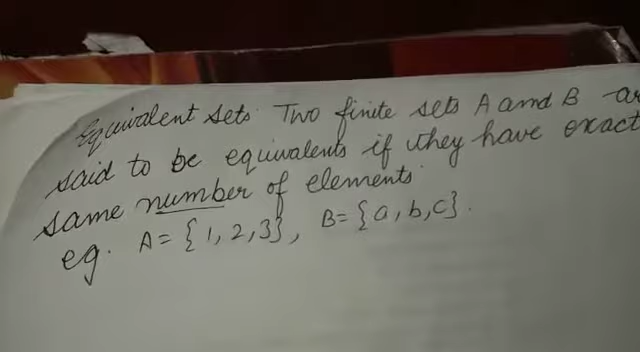 Equivalent sets: Two finite sets A and B
said to be equivalents if they have exact
same number of elements.
eg. A = {1, 2, 3}, B = {a, b, c}.